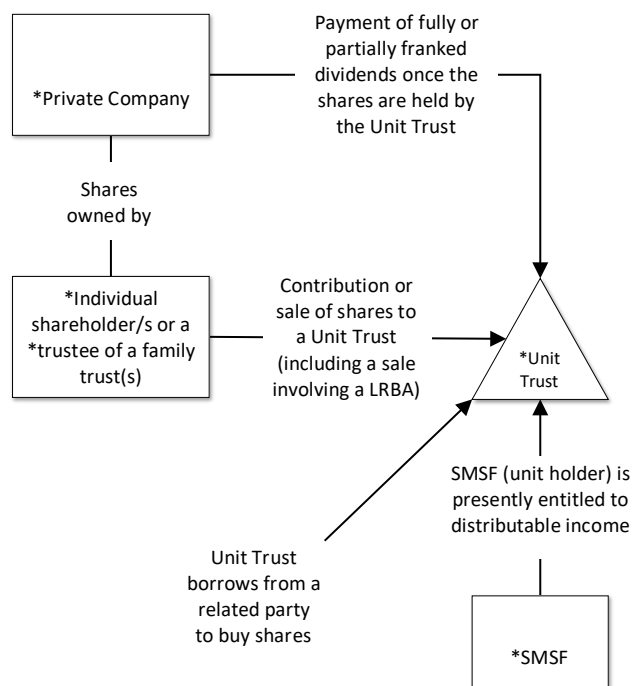 Payment of fully or
partially franked
dividends once the
shares are held by
the Unit Trust
*Private Company
Shares
owned by
*Individual
shareholder/s or a
*trustee of a family
trust(s)
Contribution or
sale of shares to
a Unit Trust
(including a sale
involving a LRBA)
*Unit
Trust
SMSF (unit holder) is
presently entitled to
distributable income
Unit Trust
borrows from a
related party
to buy shares
*SMSF